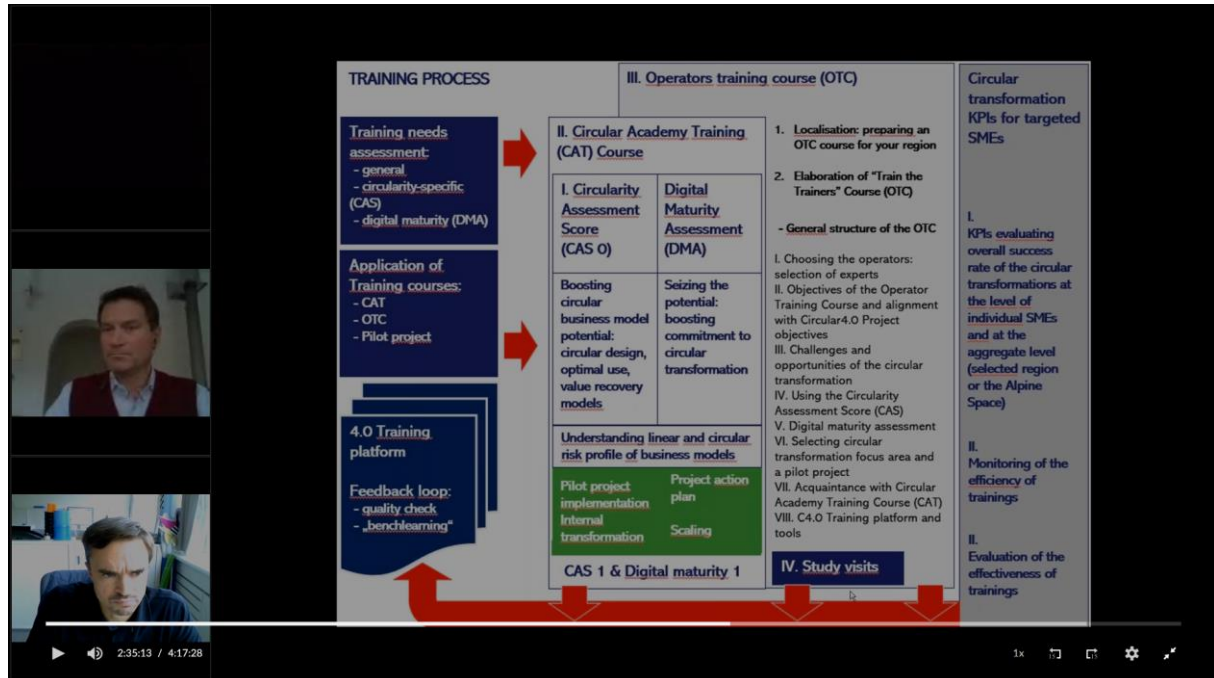 TRAINING PROCESS
Training needs
assessment:
- general
- circularity-specific
(CAS)
- digital maturity (DMA)
Application of
Training courses:
- CAT
- OTC
- Pilot project
4.0 Training
platform
Feedback loop:
- quality check
- „benchlearning“
III. Operators training course (OTC)
II. Circular Academy Training
(CAT) Course
I. Circularity
Assessment
Score
(CAS 0)
Digital
Maturity
Assessment
(DMA)
Boosting
circular
business model
potential:
circular design,
optimal use,
value recovery
models
Seizing the
potential:
boosting
commitment to
circular
transformation
Understanding linear and circular
risk profile of business models
Pilot project
implementation
Internal
transformation
Project action
plan
Scaling
CAS 1 & Digital maturity 1
1. Localisation: preparing an
OTC course for your region
2. Elaboration of "Train the
Trainers" Course (OTC)
- General structure of the OTC
I. Choosing the operators:
selection of experts
II. Objectives of the Operator
Training Course and alignment
with Circular4.0 Project
objectives
III. Challenges and
opportunities of the circular
transformation
IV. Using the Circularity
Assessment Score (CAS)
V. Digital maturity assessment
VI. Selecting circular
transformation focus area and
a pilot project
VII. Acquaintance with Circular
Academy Training Course (CAT)
VIII. C4.0 Training platform and
tools
IV. Study visits
Circular
transformation
KPIs for targeted
SMEs
I.
KPIs evaluating
overall success
rate of the circular
transformations at
the level of
individual SMEs
and at the
aggregate level
(selected region
or the Alpine
Space)
II.
Monitoring of the
efficiency of
trainings
II.
Evaluation of the
effectiveness of
trainings
2:35:13 / 4:17:28
1x
15
15